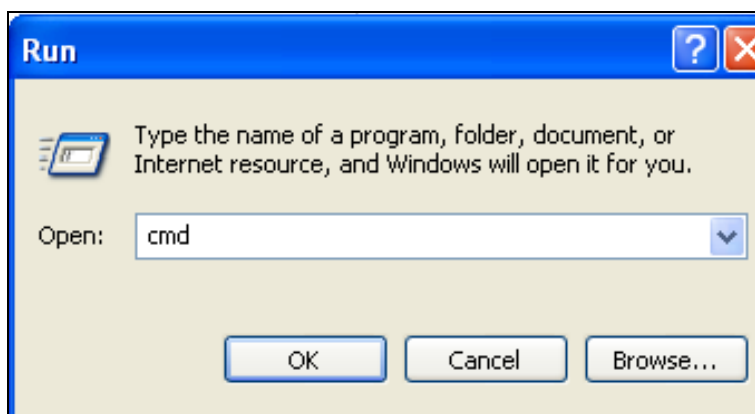 Run
Type the name of a program, folder, document, or
Internet resource, and Windows will open it for you.
Open: cmd
OK Cancel Browse...